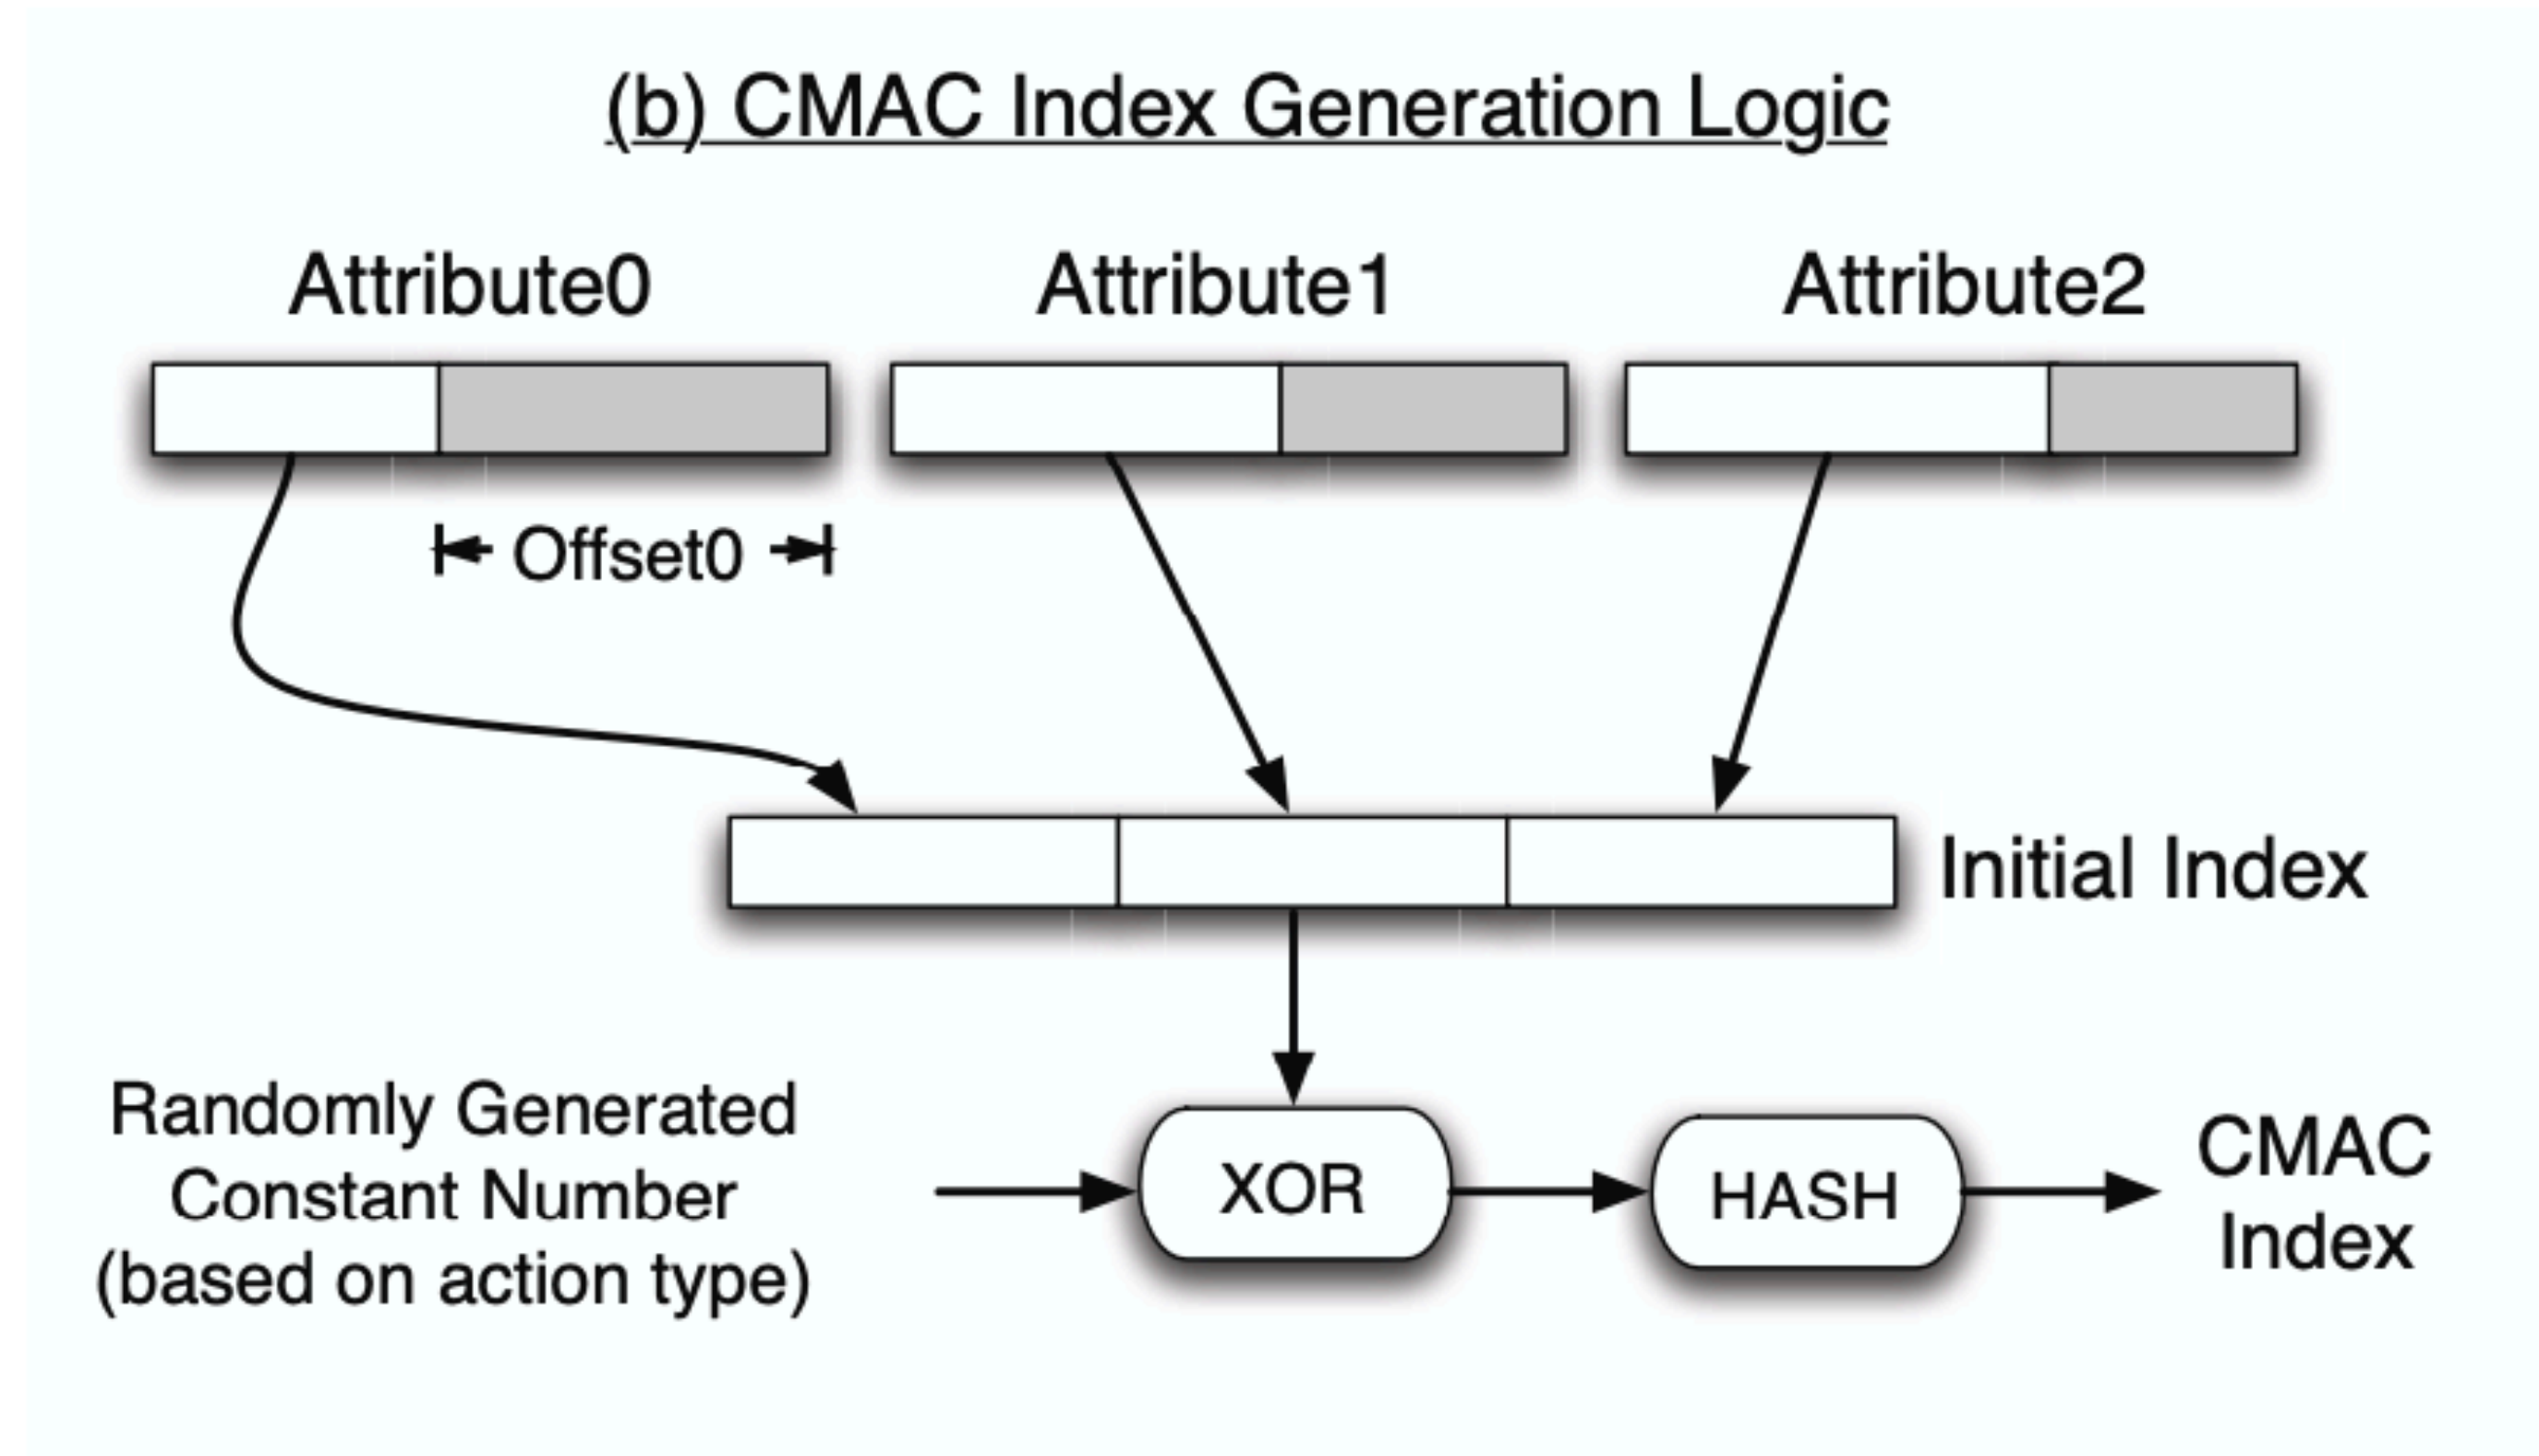 (b) CMAC Index Generation Logic
Attribute0
Attribute1
Attribute2
Offset0
Initial Index
Randomly Generated
Constant Number
(based on action type)
XOR
HASH
CMAC
Index